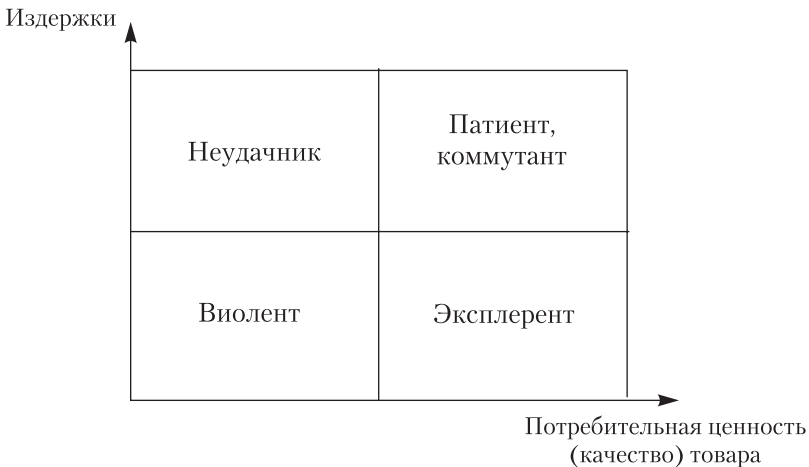 Издержки
Неудачник
Патиент,
коммутант
Виолент
Эксплерент
Потребительная ценность
(качество) товара